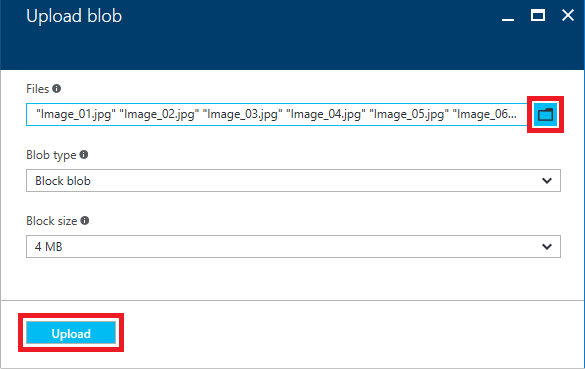 Upload blob
Files
"Image_01.jpg" "Image_02.jpg" "Image_03.jpg" "Image_04.jpg" "Image_05.jpg" "Image_06...
Blob type
Block blob
Block size
4 MB
Upload